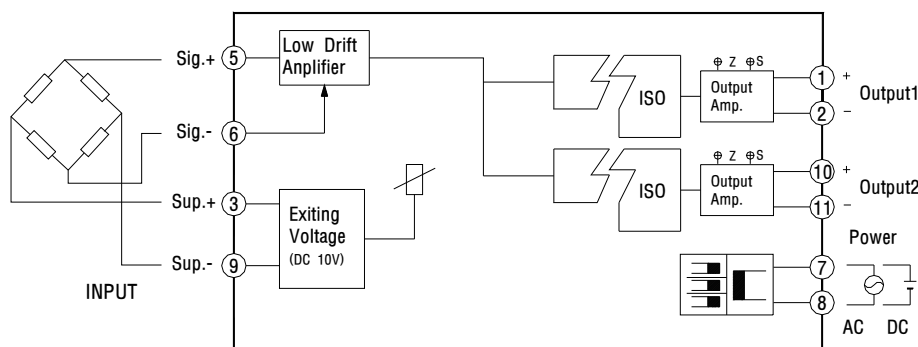 Sig.+
5
Low Drift
Anplifier
Sig.-
6
Sup.+
3
Exiting
Voltage
(DC 10V)
Sup.-
9
INPUT
ISO
Z S
Output
Amp.
1 +
2 −
Output1
ISO
Z S
Output
Amp.
10 +
11 −
Output2
Power
7
8
AC DC